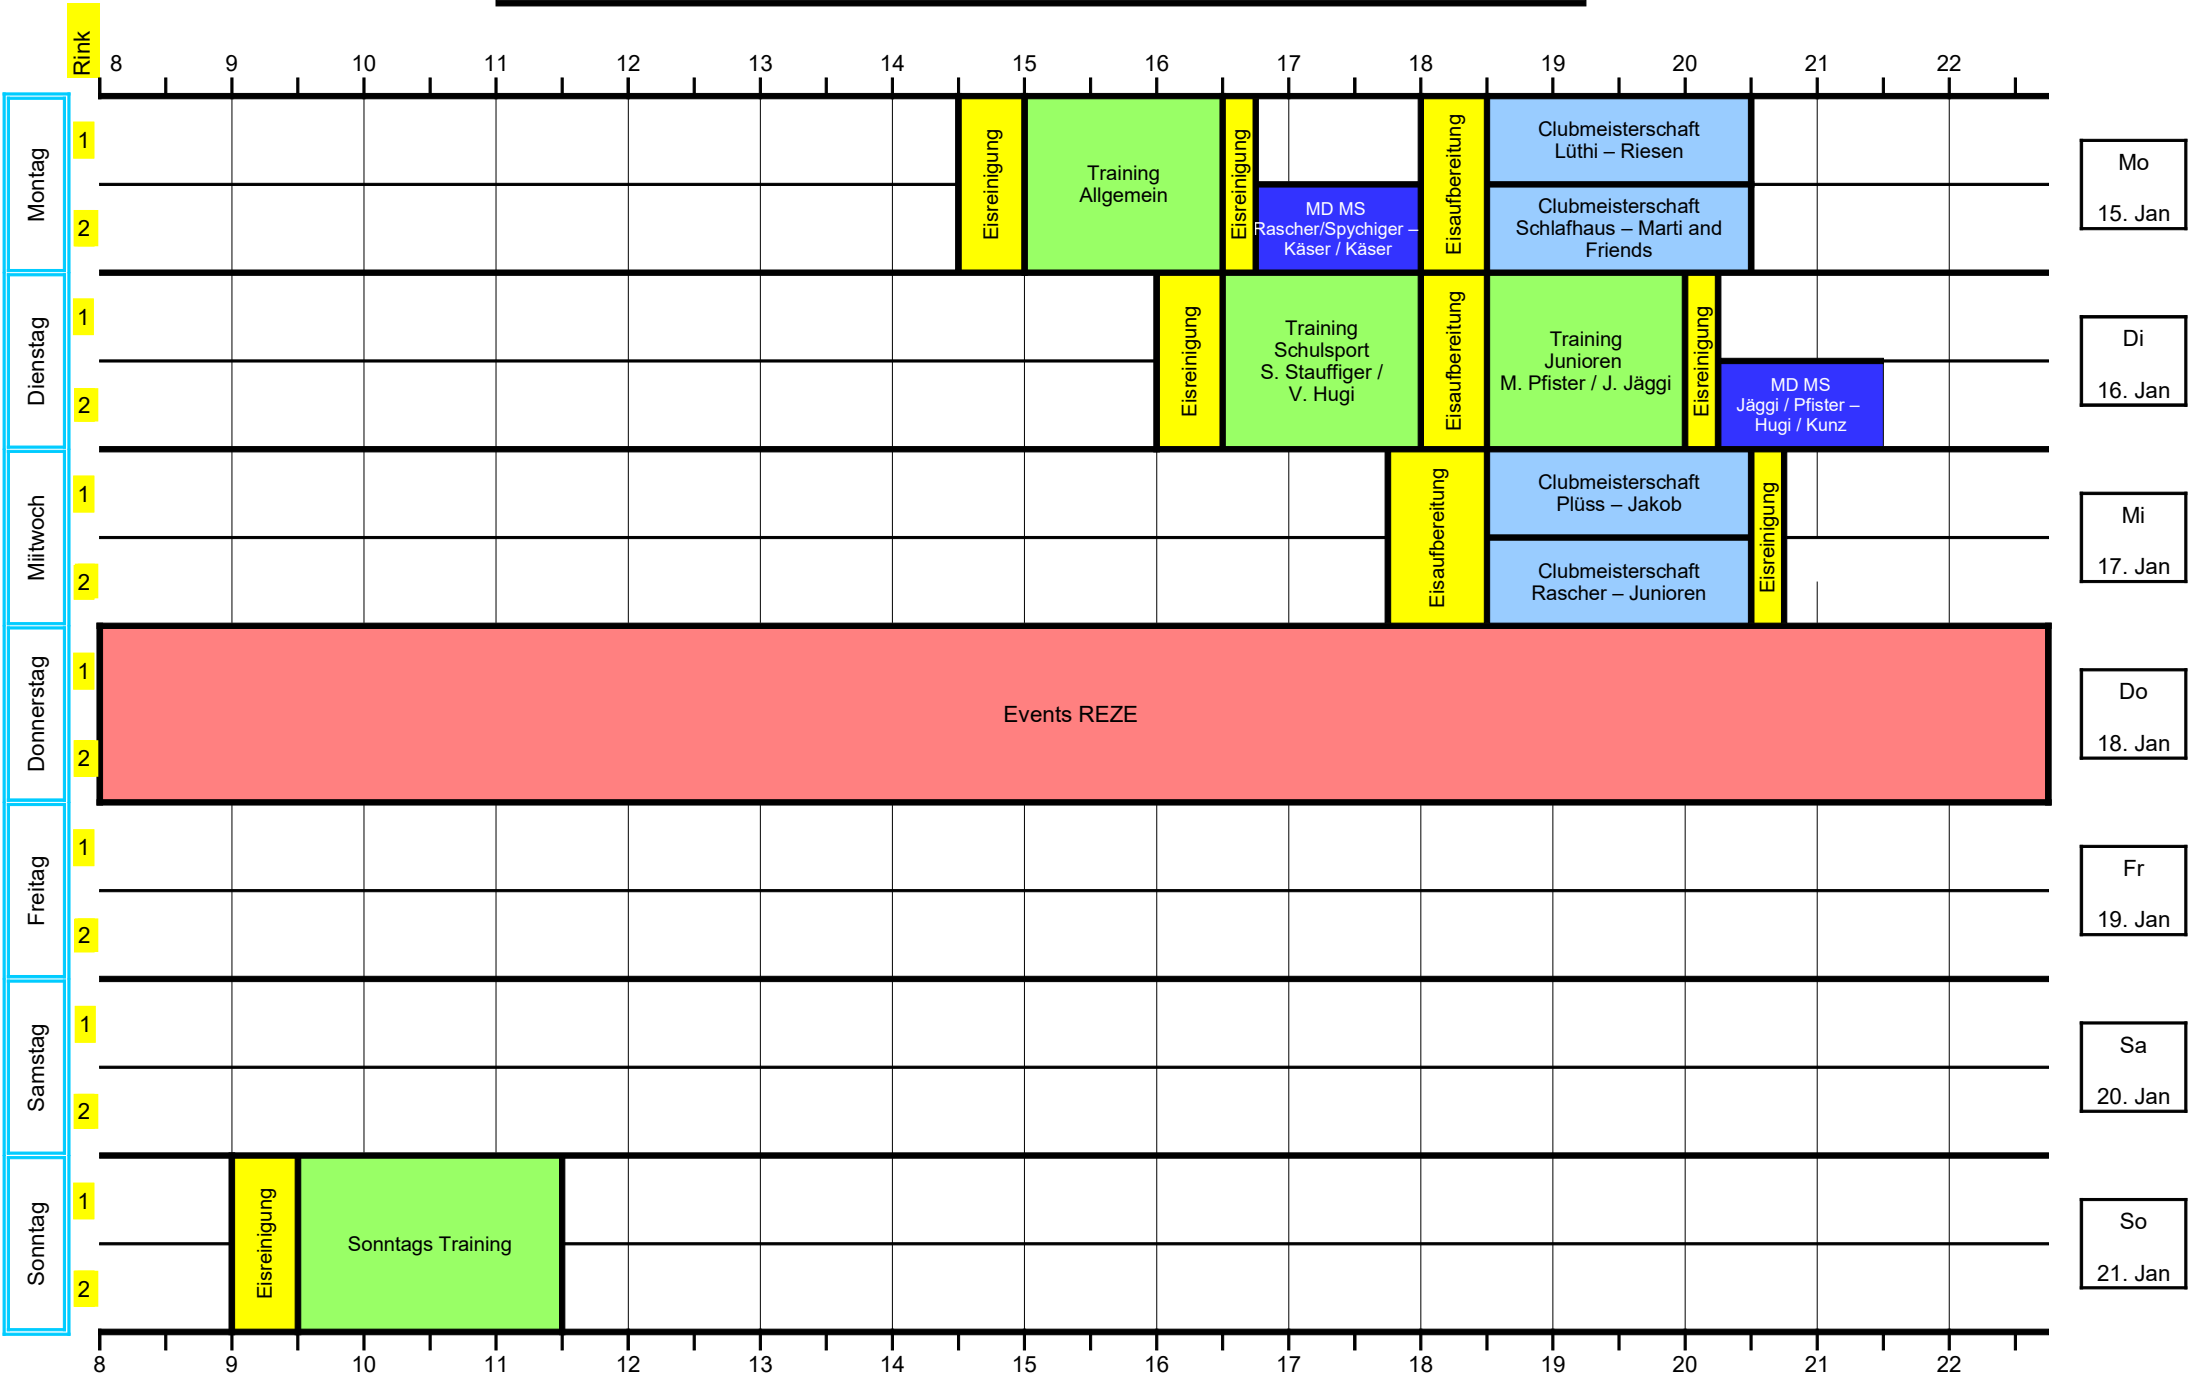 Rink
8 9 10 11 12 13 14 15 16 17 18 19 20 21 22
Montag
1
2
Eisreinigung
Training
Allgemein
Eisreinigung
MD MS
Rascher/Spychiger –
Käser / Käser
Eisaufbereitung
Clubmeisterschaft
Lüthi – Riesen
Clubmeisterschaft
Schlafhaus – Marti and
Friends
Mo
15. Jan
Dienstag
1
2
Eisreinigung
Training
Schulsport
S. Stauffiger /
V. Hugi
Eisaufbereitung
Training
Junioren
M. Pfister / J. Jäggi
Eisreinigung
MD MS
Jäggi / Pfister –
Hugi / Kunz
Di
16. Jan
Mitwoch
1
2
Eisaufbereitung
Clubmeisterschaft
Plüss – Jakob
Clubmeisterschaft
Rascher – Junioren
Eisreinigung
Mi
17. Jan
Donnerstag
1
2
Events REZE
Do
18. Jan
Freitag
1
2
Fr
19. Jan
Samstag
1
2
Sa
20. Jan
Sonntag
1
2
Eisreinigung
Sonntags Training
So
21. Jan
8 9 10 11 12 13 14 15 16 17 18 19 20 21 22